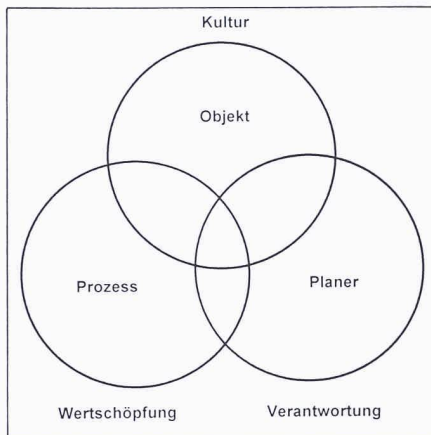 Kultur
Objekt
Prozess
Planer
Wertschöpfung
Verantwortung